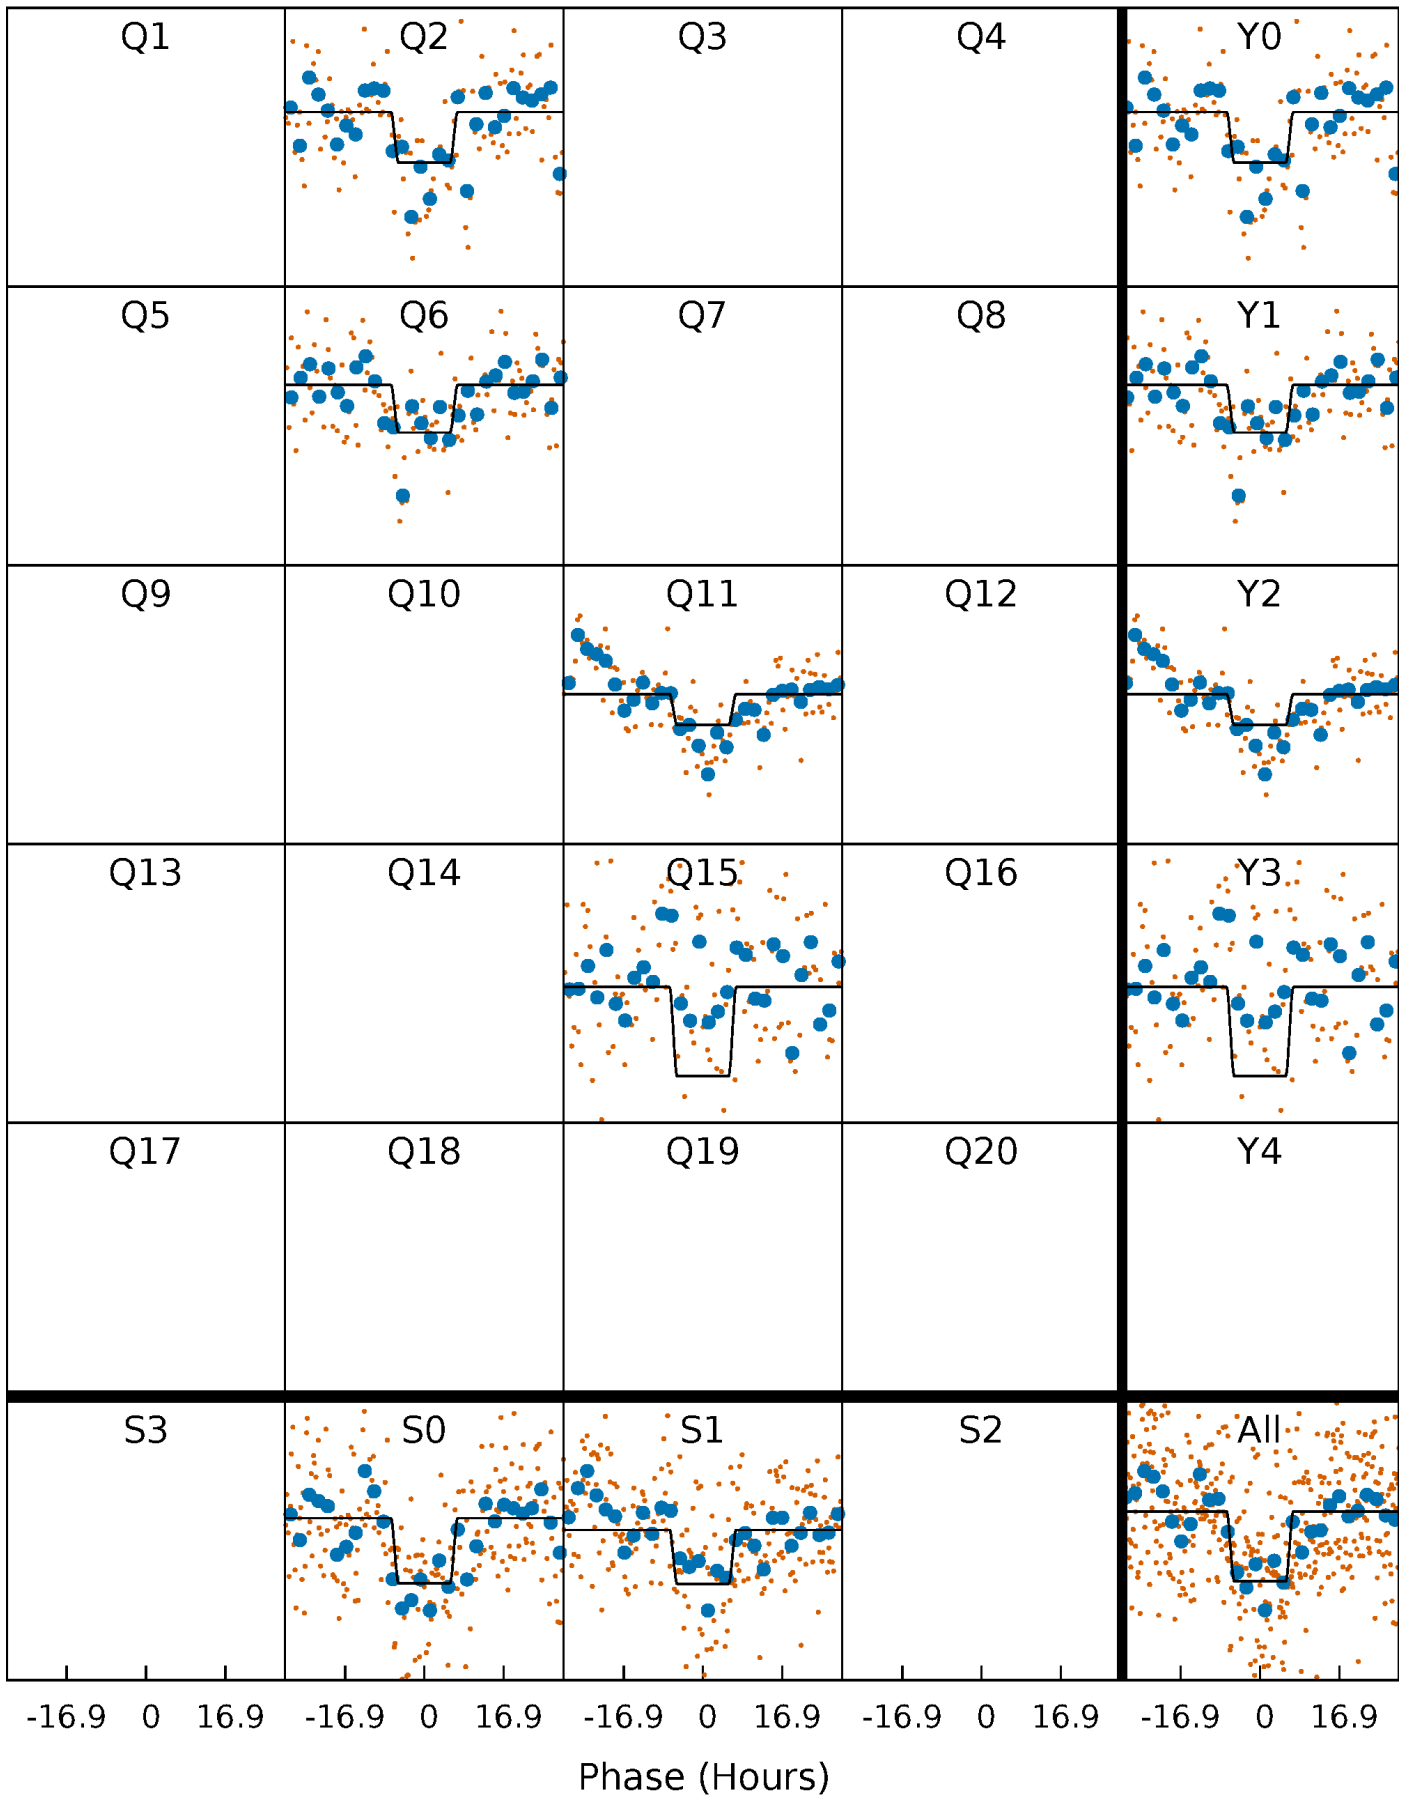 Q1 Q2 Q3 Q4 Y0
Q5 Q6 Q7 Q8 Y1
Q9 Q10 Q11 Q12 Y2
Q13 Q14 Q15 Q16 Y3
Q17 Q18 Q19 Q20 Y4
S3 S0 S1 S2 All
-16.9 0 16.9 -16.9 0 16.9 -16.9 0 16.9 -16.9 0 16.9 -16.9 0 16.9
Phase (Hours)